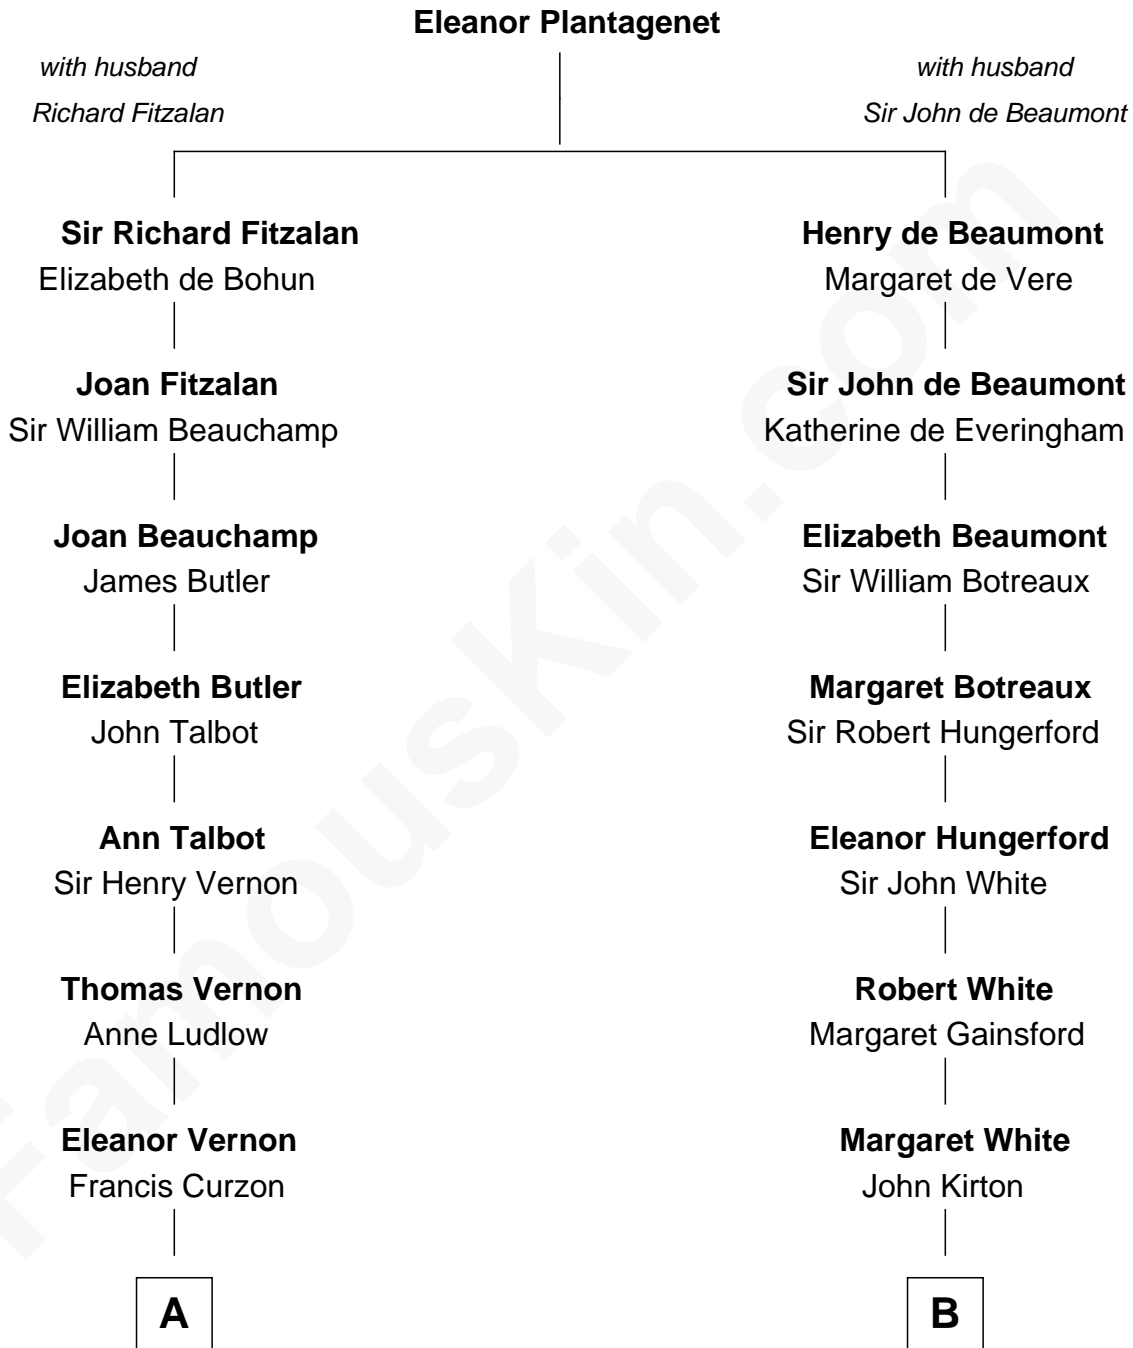 Eleanor Plantagenet
with husband
Richard Fitzalan
with husband
Sir John de Beaumont
Sir Richard Fitzalan
Elizabeth de Bohun
Henry de Beaumont
Margaret de Vere
Joan Fitzalan
Sir William Beauchamp
Sir John de Beaumont
Katherine de Everingham
Joan Beauchamp
James Butler
Elizabeth Beaumont
Sir William Botreaux
Elizabeth Butler
John Talbot
Margaret Botreaux
Sir Robert Hungerford
Ann Talbot
Sir Henry Vernon
Eleanor Hungerford
Sir John White
Thomas Vernon
Anne Ludlow
Robert White
Margaret Gainsford
Eleanor Vernon
Francis Curzon
Margaret White
John Kirton
A
B
FamousKin.com